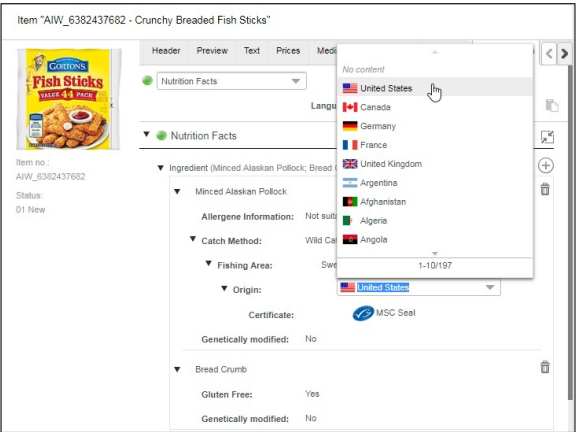 Item "AIW_6382437682 - Crunchy Breaded Fish Sticks"
Header Preview Text Prices Medi
GORTON'S
Fish Sticks
VALUE 44 PACK
Nutrition Facts
Langu
No content
United States
Canada
Germany
France
United Kingdom
Argentina
Afghanistan
Algeria
Angola
1-10/197
Item no.:
AIW_6382437682
Status:
01 New
Nutrition Facts
Ingredient (Minced Alaskan Pollock; Bread
Minced Alaskan Pollock
Allergene Information: Not suit
Catch Method: Wild Ca
Fishing Area: Swe
Origin: United States
Certificate: MSC Seal
Genetically modified: No
Bread Crumb
Gluten Free: Yes
Genetically modified: No